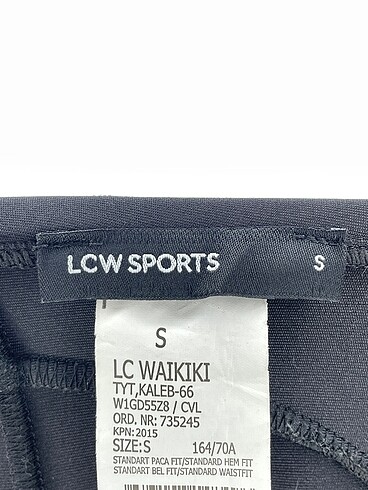 LCW SPORTS S
S
LC WAIKIKI
TYT,KALEB-66
W1GD55Z8 / CVL
ORD. NR: 735245
KPN: 2015
SIZE:S 164/70A
STANDART PACA FIT/STANDARD HEM FIT
STANDART BEL FIT/STANDARD WAISTFIT